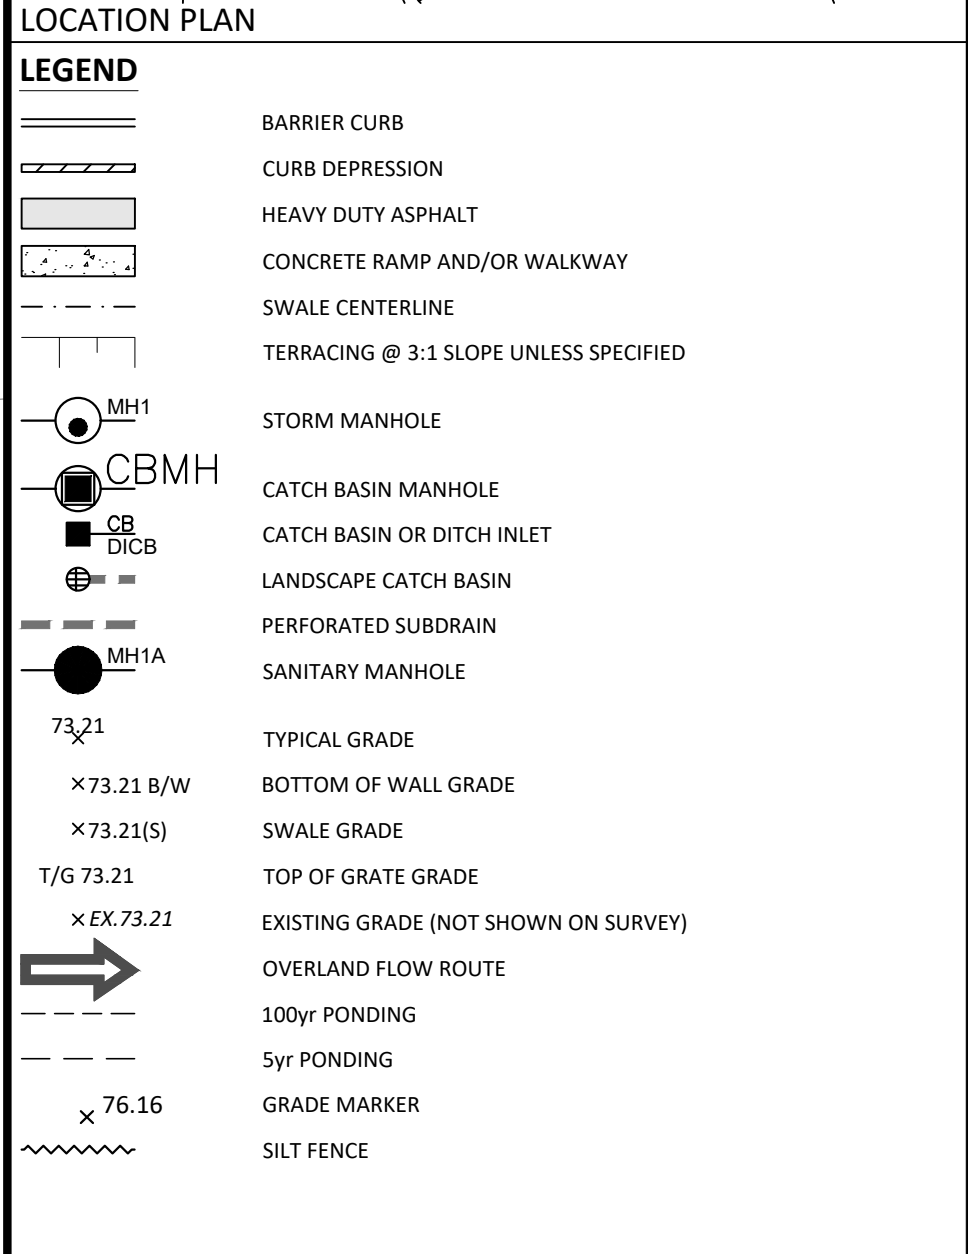 LOCATION PLAN
LEGEND
BARRIER CURB
CURB DEPRESSION
HEAVY DUTY ASPHALT
CONCRETE RAMP AND/OR WALKWAY
SWALE CENTERLINE
TERRACING @ 3:1 SLOPE UNLESS SPECIFIED
MH1 STORM MANHOLE
CBMH CATCH BASIN MANHOLE
CB
DICB CATCH BASIN OR DITCH INLET
LANDSCAPE CATCH BASIN
PERFORATED SUBDRAIN
MH1A SANITARY MANHOLE
73.21 TYPICAL GRADE
73.21 B/W BOTTOM OF WALL GRADE
73.21(S) SWALE GRADE
T/G 73.21 TOP OF GRATE GRADE
EX.73.21 EXISTING GRADE (NOT SHOWN ON SURVEY)
OVERLAND FLOW ROUTE
100yr PONDING
5yr PONDING
76.16 GRADE MARKER
SILT FENCE